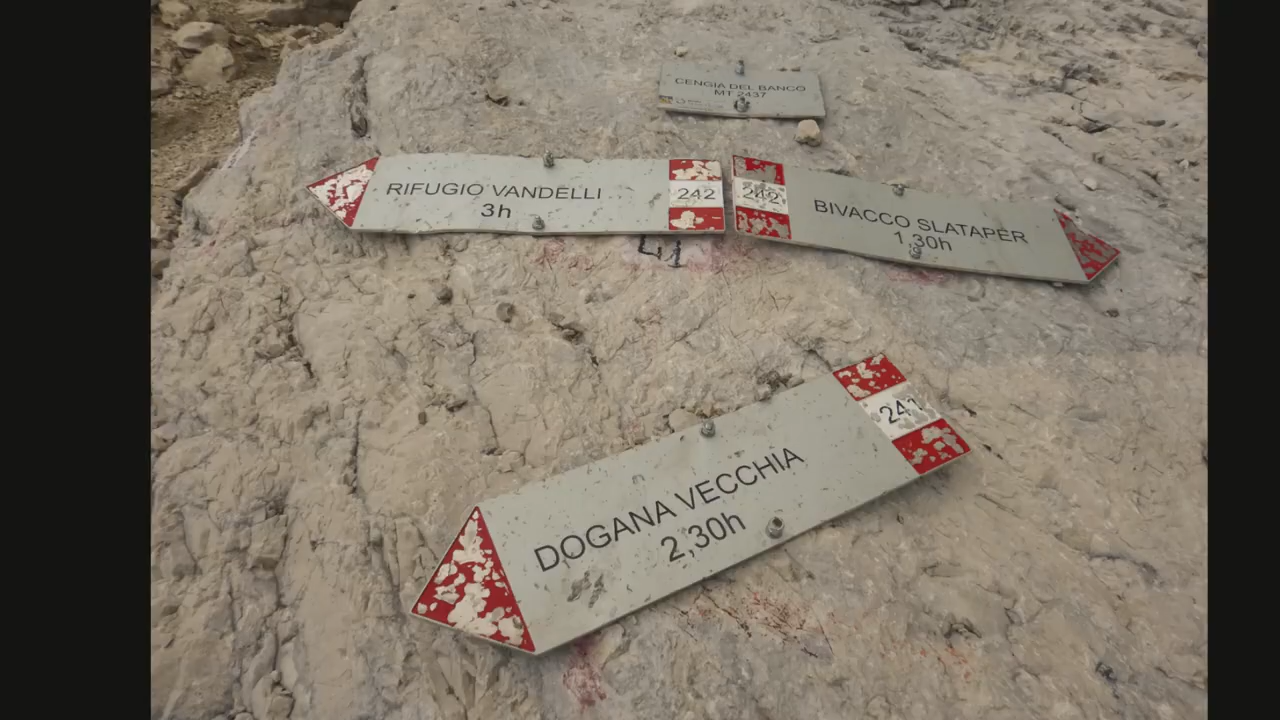 CENGIA DEL BANCO
MT 2437
RIFUGIO VANDELLI
3h
242
242
BIVACCO SLATAPER
1,30h
DOGANA VECCHIA
2,30h
241